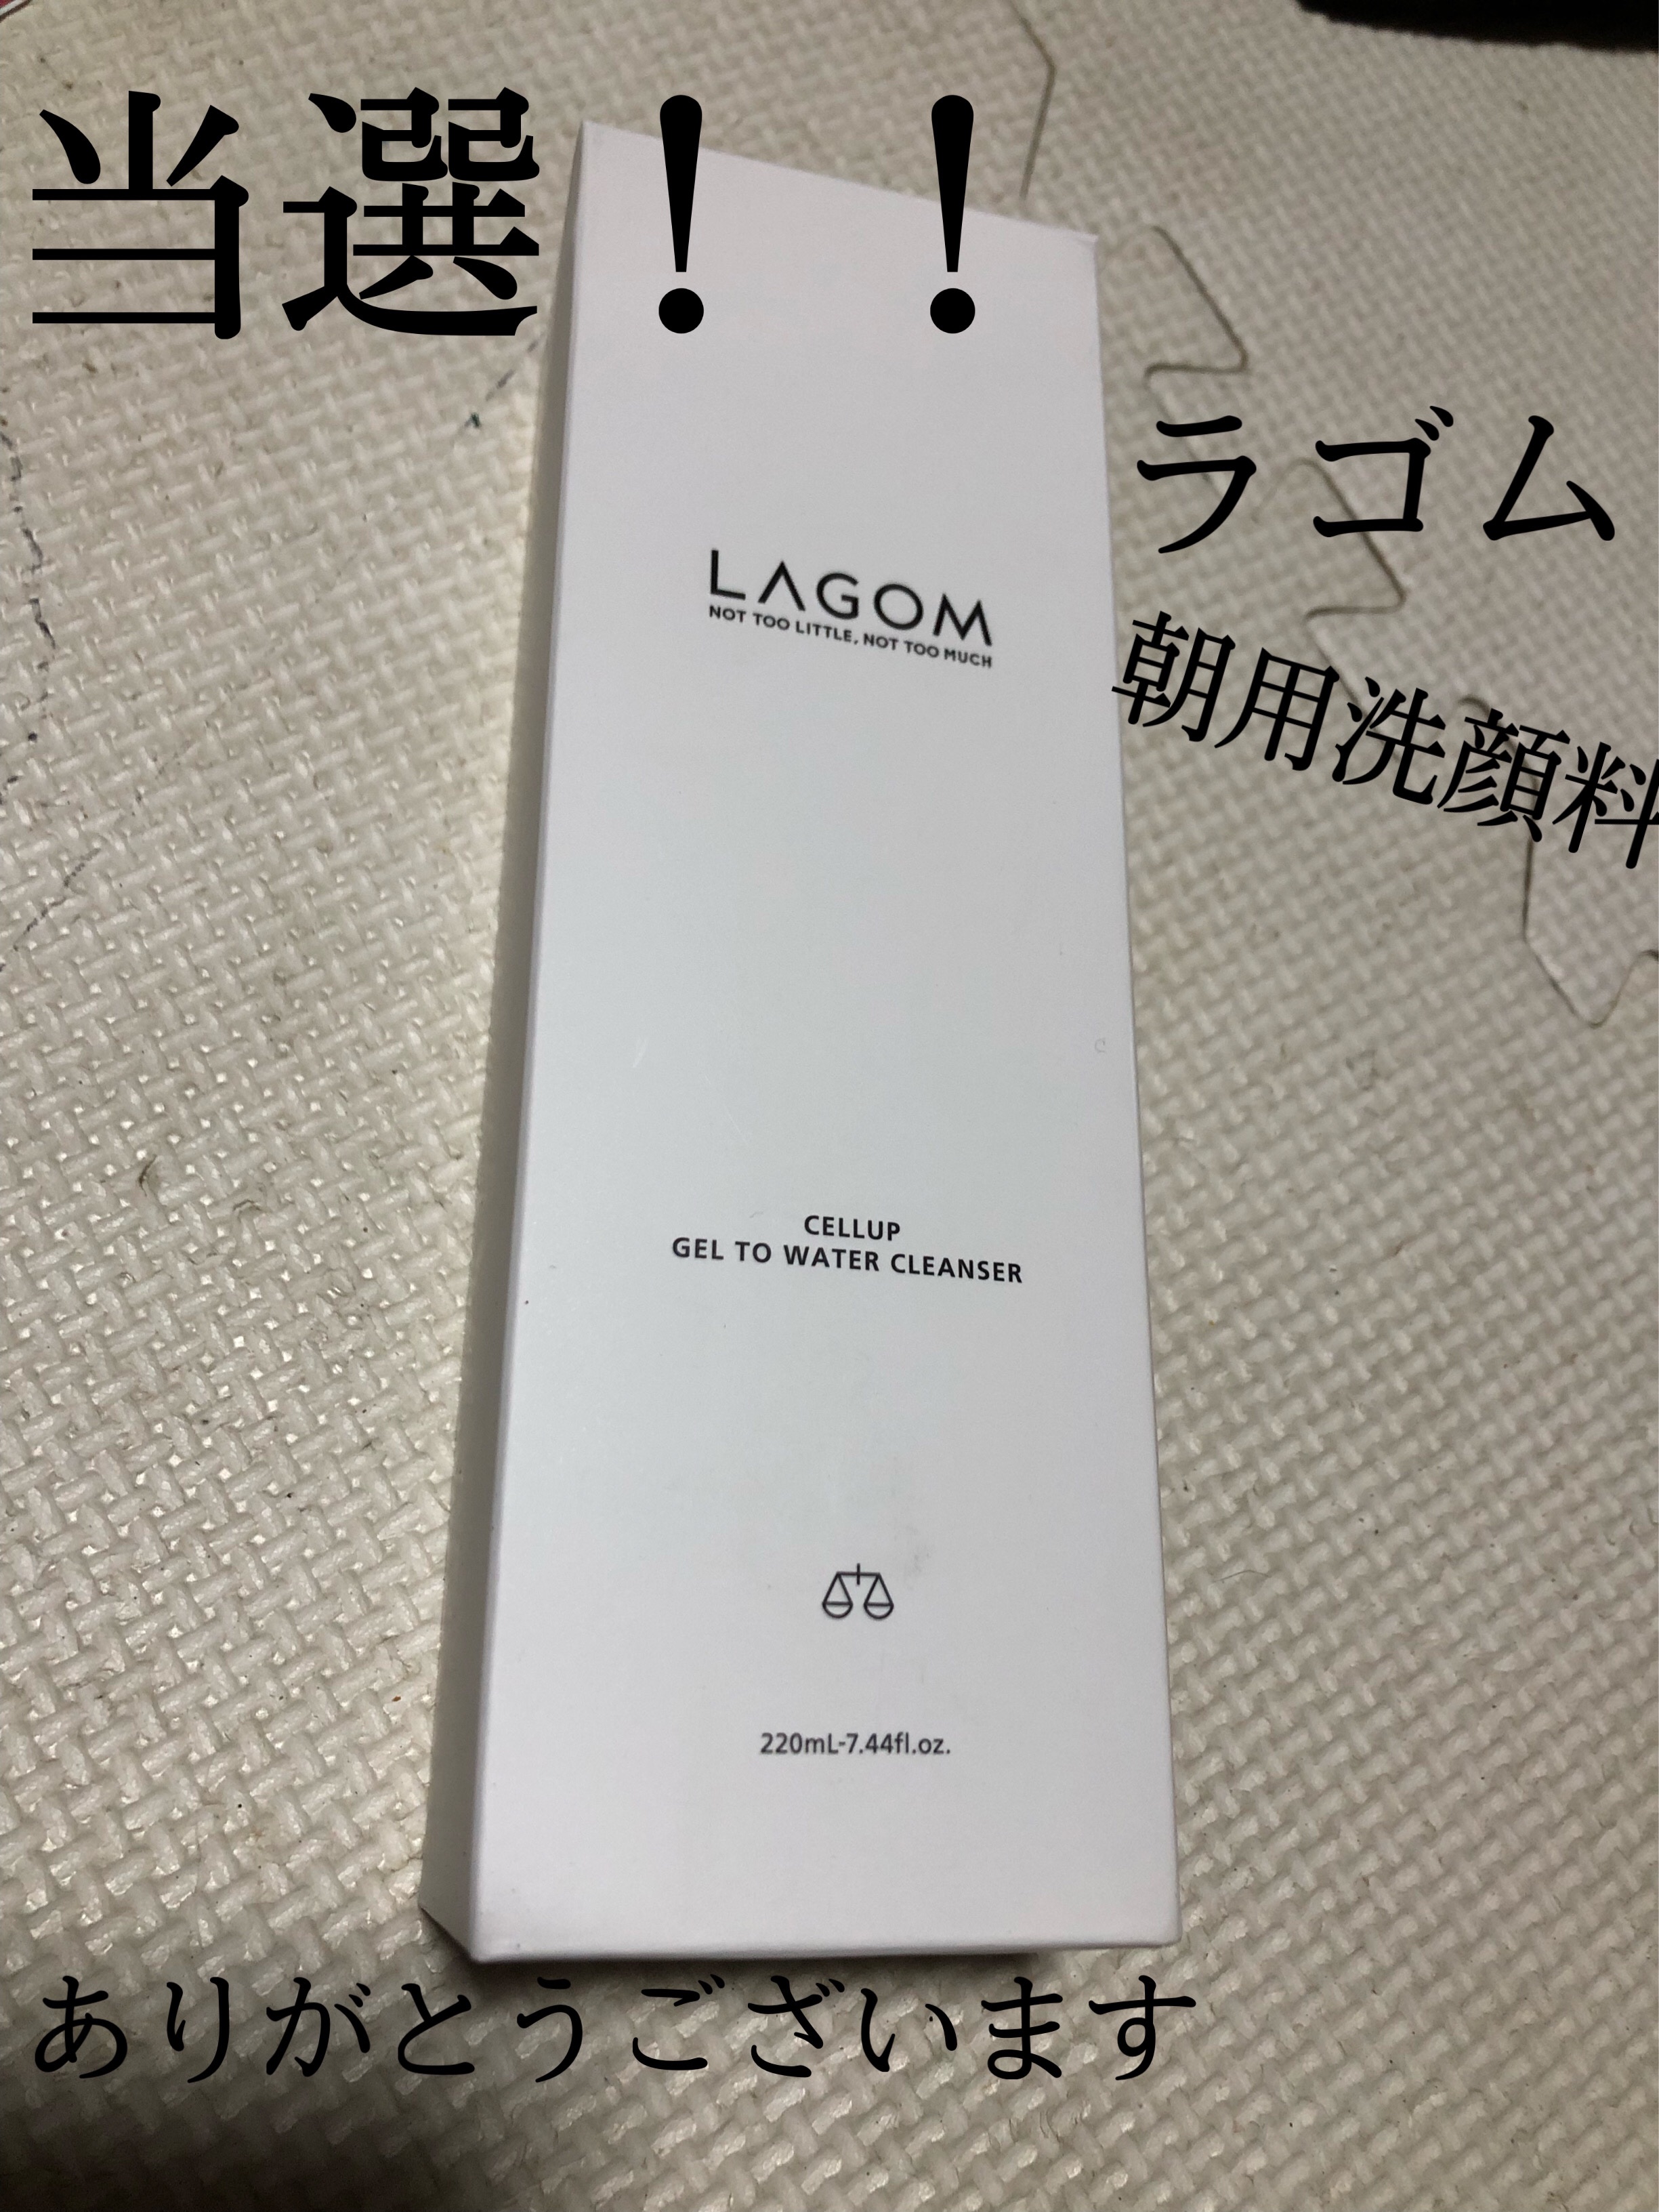 当選！！
ラゴム
朝用洗顔料
LAGOM
NOT TOO LITTLE, NOT TOO MUCH
CELLUP
GEL TO WATER CLEANSER
220mL-7.44fl.oz.
ありがとうございます